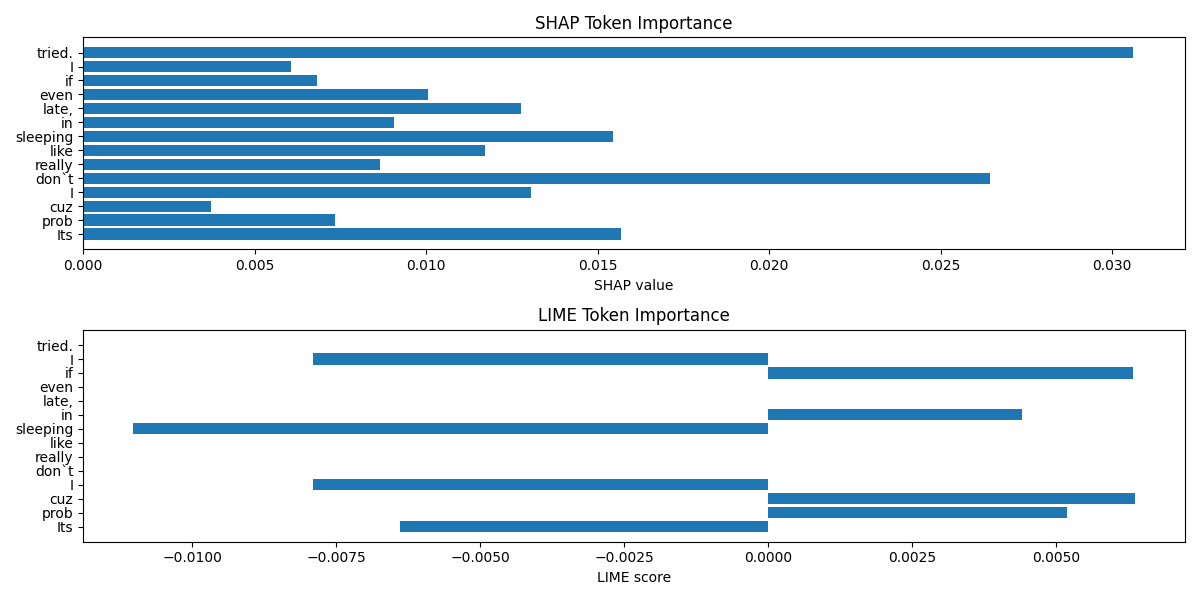 SHAP Token Importance
tried.
I
if
even
late,
in
sleeping
like
really
don`t
I
cuz
prob
Its
0.000 0.005 0.010 0.015 0.020 0.025 0.030
SHAP value
LIME Token Importance
tried.
I
if
even
late,
in
sleeping
like
really
don`t
I
cuz
prob
Its
−0.0100 −0.0075 −0.0050 −0.0025 0.0000 0.0025 0.0050
LIME score